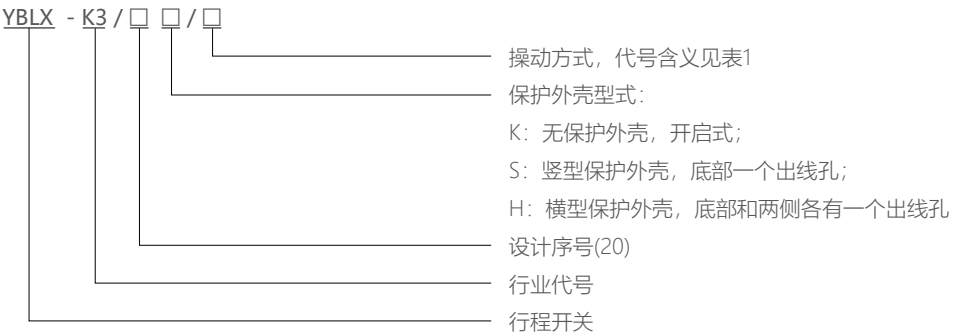 YBLX - K3 / □ □ / □
操动方式，代号含义见表1
保护外壳型式：
K：无保护外壳，开启式；
S：竖型保护外壳，底部一个出线孔；
H：横型保护外壳，底部和两侧各有一个出线孔
设计序号(20)
行业代号
行程开关